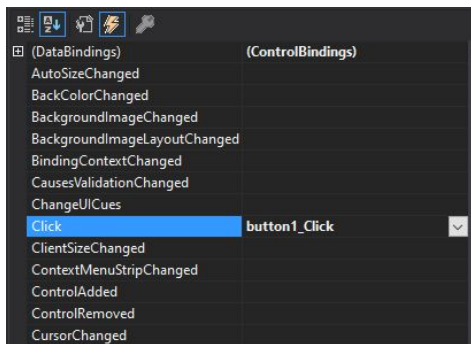 (DataBindings) (ControlBindings)
AutoSizeChanged
BackColorChanged
BackgroundImageChanged
BackgroundImageLayoutChanged
BindingContextChanged
CausesValidationChanged
ChangeUICues
Click button1_Click
ClientSizeChanged
ContextMenuStripChanged
ControlAdded
ControlRemoved
CursorChanged